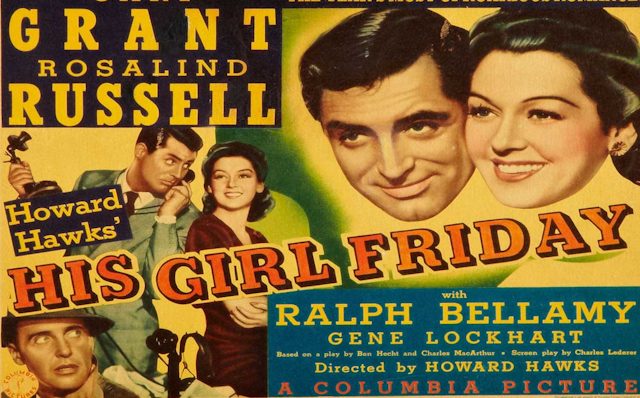 GRANT
ROSALIND
RUSSELL
Howard
Hawks'
HIS GIRL FRIDAY
with
RALPH BELLAMY
GENE LOCKHART
Based on a play by Ben Hecht and Charles MacArthur • Screen play by Charles Lederer
Directed by HOWARD HAWKS
A COLUMBIA PICTURE